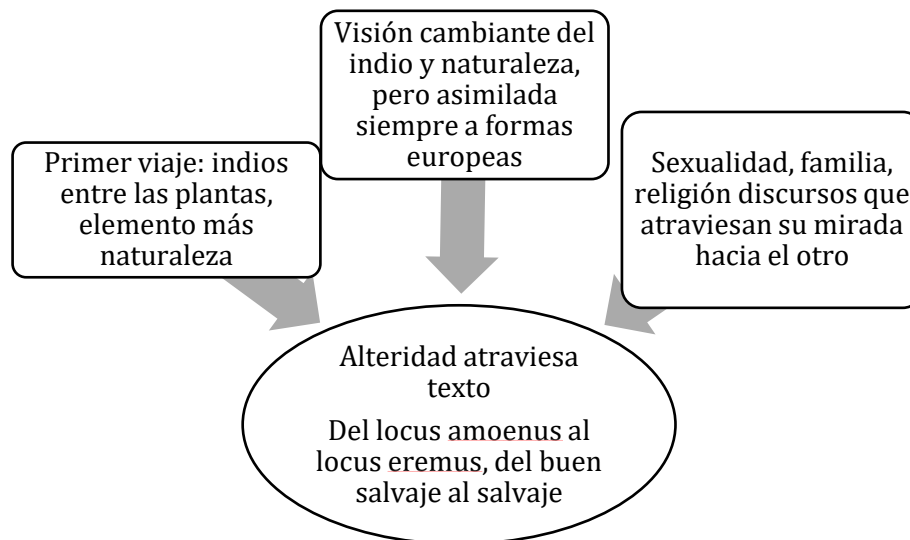 Visión cambiante del
indio y naturaleza,
pero asimilada
siempre a formas
europeas
Primer viaje: indios
entre las plantas,
elemento más
naturaleza
Sexualidad, familia,
religión discursos que
atraviesan su mirada
hacia el otro
Alteridad atraviesa
texto
Del locus amoenus al
locus eremus, del buen
salvaje al salvaje